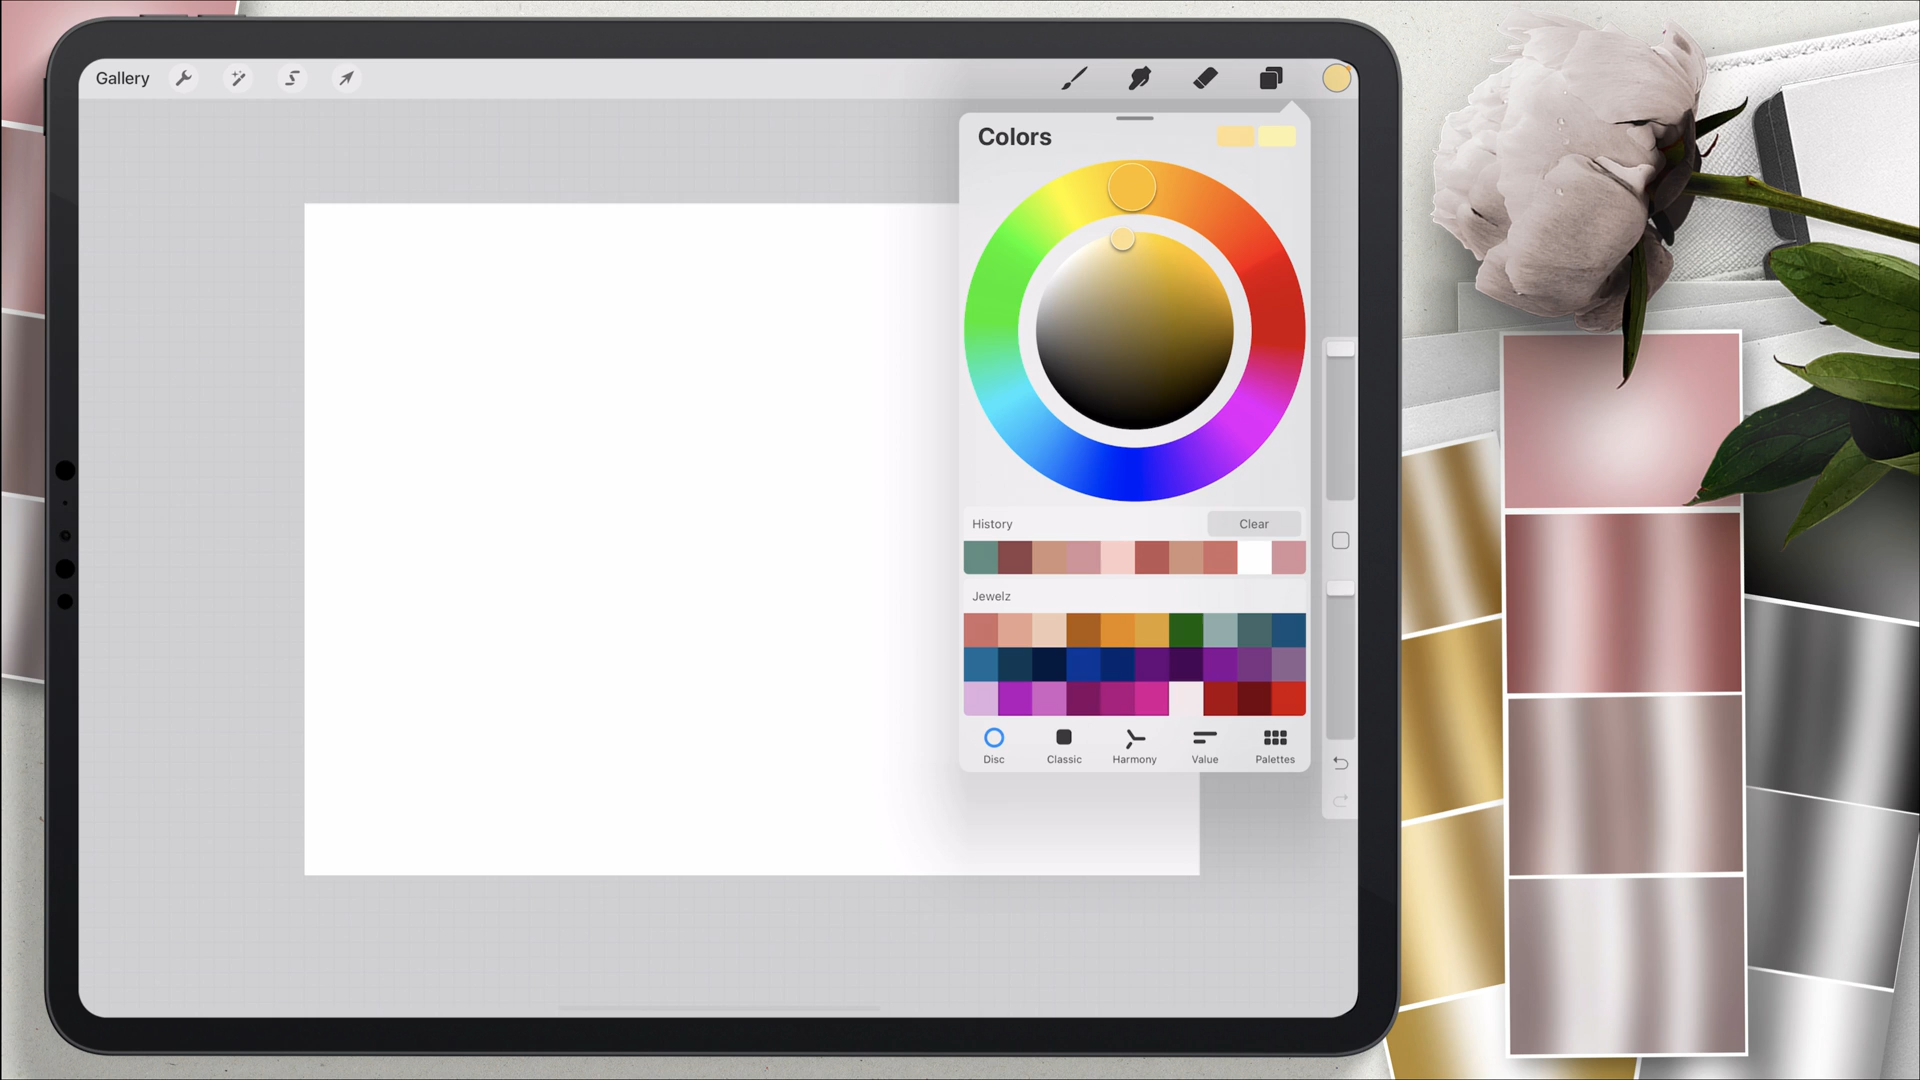 Gallery
Colors
History
Clear
Jewelz
Disc
Classic
Harmony
Value
Palettes